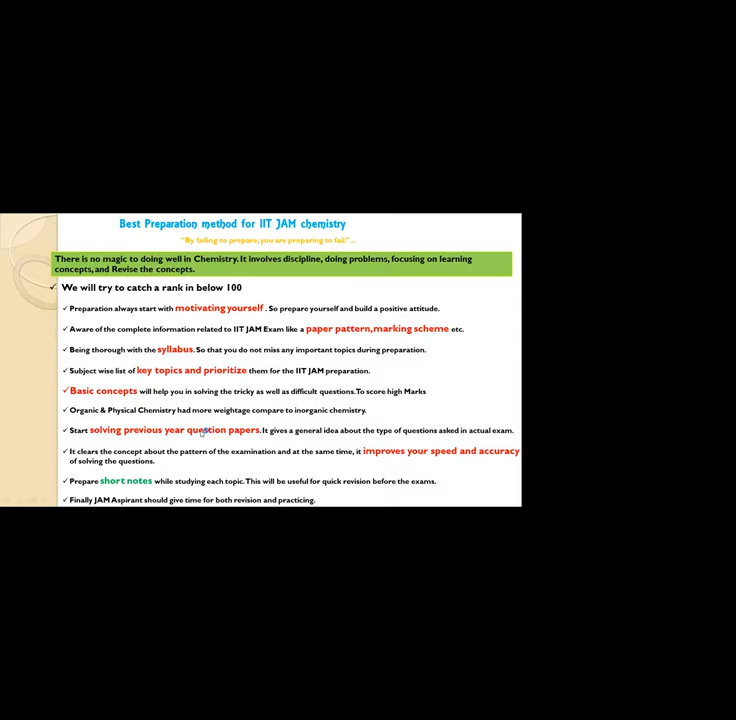 Best Preparation method for IIT JAM chemistry
"By failing to prepare, you are preparing to fail."...
There is no magic to doing well in Chemistry. It involves discipline, doing problems, focusing on learning
concepts, and Revise the concepts.
✓ We will try to catch a rank in below 100
✓ Preparation always start with motivating yourself . So prepare yourself and build a positive attitude.
✓ Aware of the complete information related to IIT JAM Exam like a paper pattern,marking scheme etc.
✓ Being thorough with the syllabus. So that you do not miss any important topics during preparation.
✓ Subject wise list of key topics and prioritize them for the IIT JAM preparation.
✓ Basic concepts will help you in solving the tricky as well as difficult questions.To score high Marks
✓ Organic & Physical Chemistry had more weightage compare to inorganic chemistry.
✓ Start solving previous year question papers. It gives a general idea about the type of questions asked in actual exam.
✓ It clears the concept about the pattern of the examination and at the same time, it improves your speed and accuracy
of solving the questions.
✓ Prepare short notes while studying each topic. This will be useful for quick revision before the exams.
✓ Finally JAM Aspirant should give time for both revision and practicing.